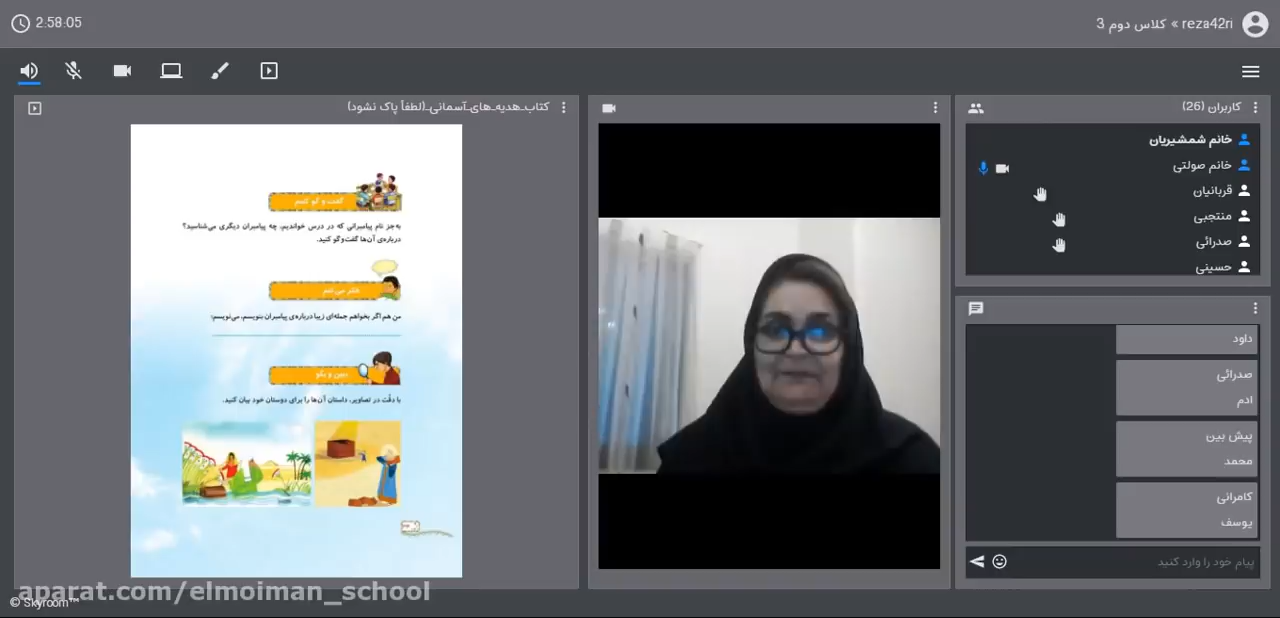 2:58:05
reza42ri » کلاس دوم 3
کتاب_هدیه_های_آسمانی_(لطفاً پاک نشود)
گفت و گو کنیم
به‌جز نام پیامبرانی که در درس خواندیم، چه پیامبران دیگری می‌شناسید؟
درباره‌ی آن‌ها گفت‌وگو کنید.
فکر می‌کنم
من هم اگر بخواهم جمله‌ای زیبا درباره‌ی پیامبران بنویسم، می‌نویسم:
ببین و بگو
با دقّت در تصاویر، داستان آن‌ها را برای دوستان خود بیان کنید.
کاربران (26)
خانم شمشیریان
خانم صولتی
قربانیان
منتجبی
صدرائی
حسینی
داود
صدرائی
ادم
پیش بین
محمد
کامرانی
یوسف
پیام خود را وارد کنید
aparat.com/elmoiman_school
© Skyroom™